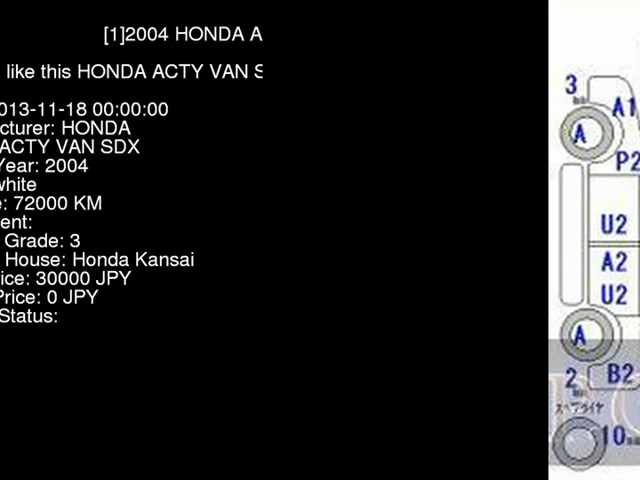 [1]2004 HONDA A
like this HONDA ACTY VAN S
013-11-18 00:00:00
cturer: HONDA
ACTY VAN SDX
Year: 2004
white
e: 72000 KM
ent:
Grade: 3
House: Honda Kansai
ice: 30000 JPY
Price: 0 JPY
Status:
3
A1
A
P2
U2
A2
U2
A
2
B2
スペアタイヤ
10